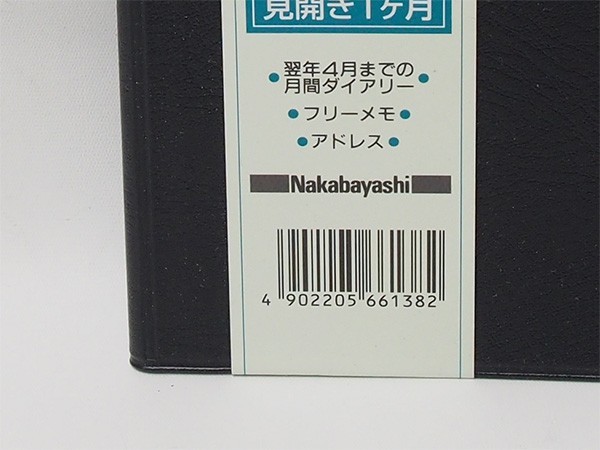 見開き1ヶ月
● 翌年4月までの ●
月間ダイアリー
● フリーメモ ●
● アドレス ●
Nakabayashi
4 902205 661382